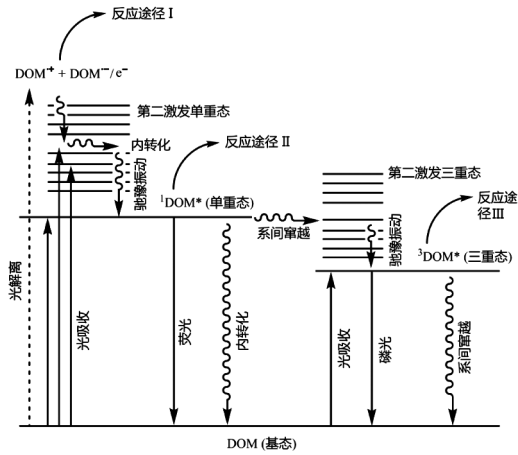 反应途径 I
DOM•+ + DOM•−/e−
第二激发单重态
内转化
反应途径 II
驰豫振动
¹DOM* (单重态)
第二激发三重态
反应途
径III
系间窜越
驰豫振动
³DOM* (三重态)
光解离
光吸收
荧光
内转化
光吸收
磷光
系间窜越
DOM (基态)